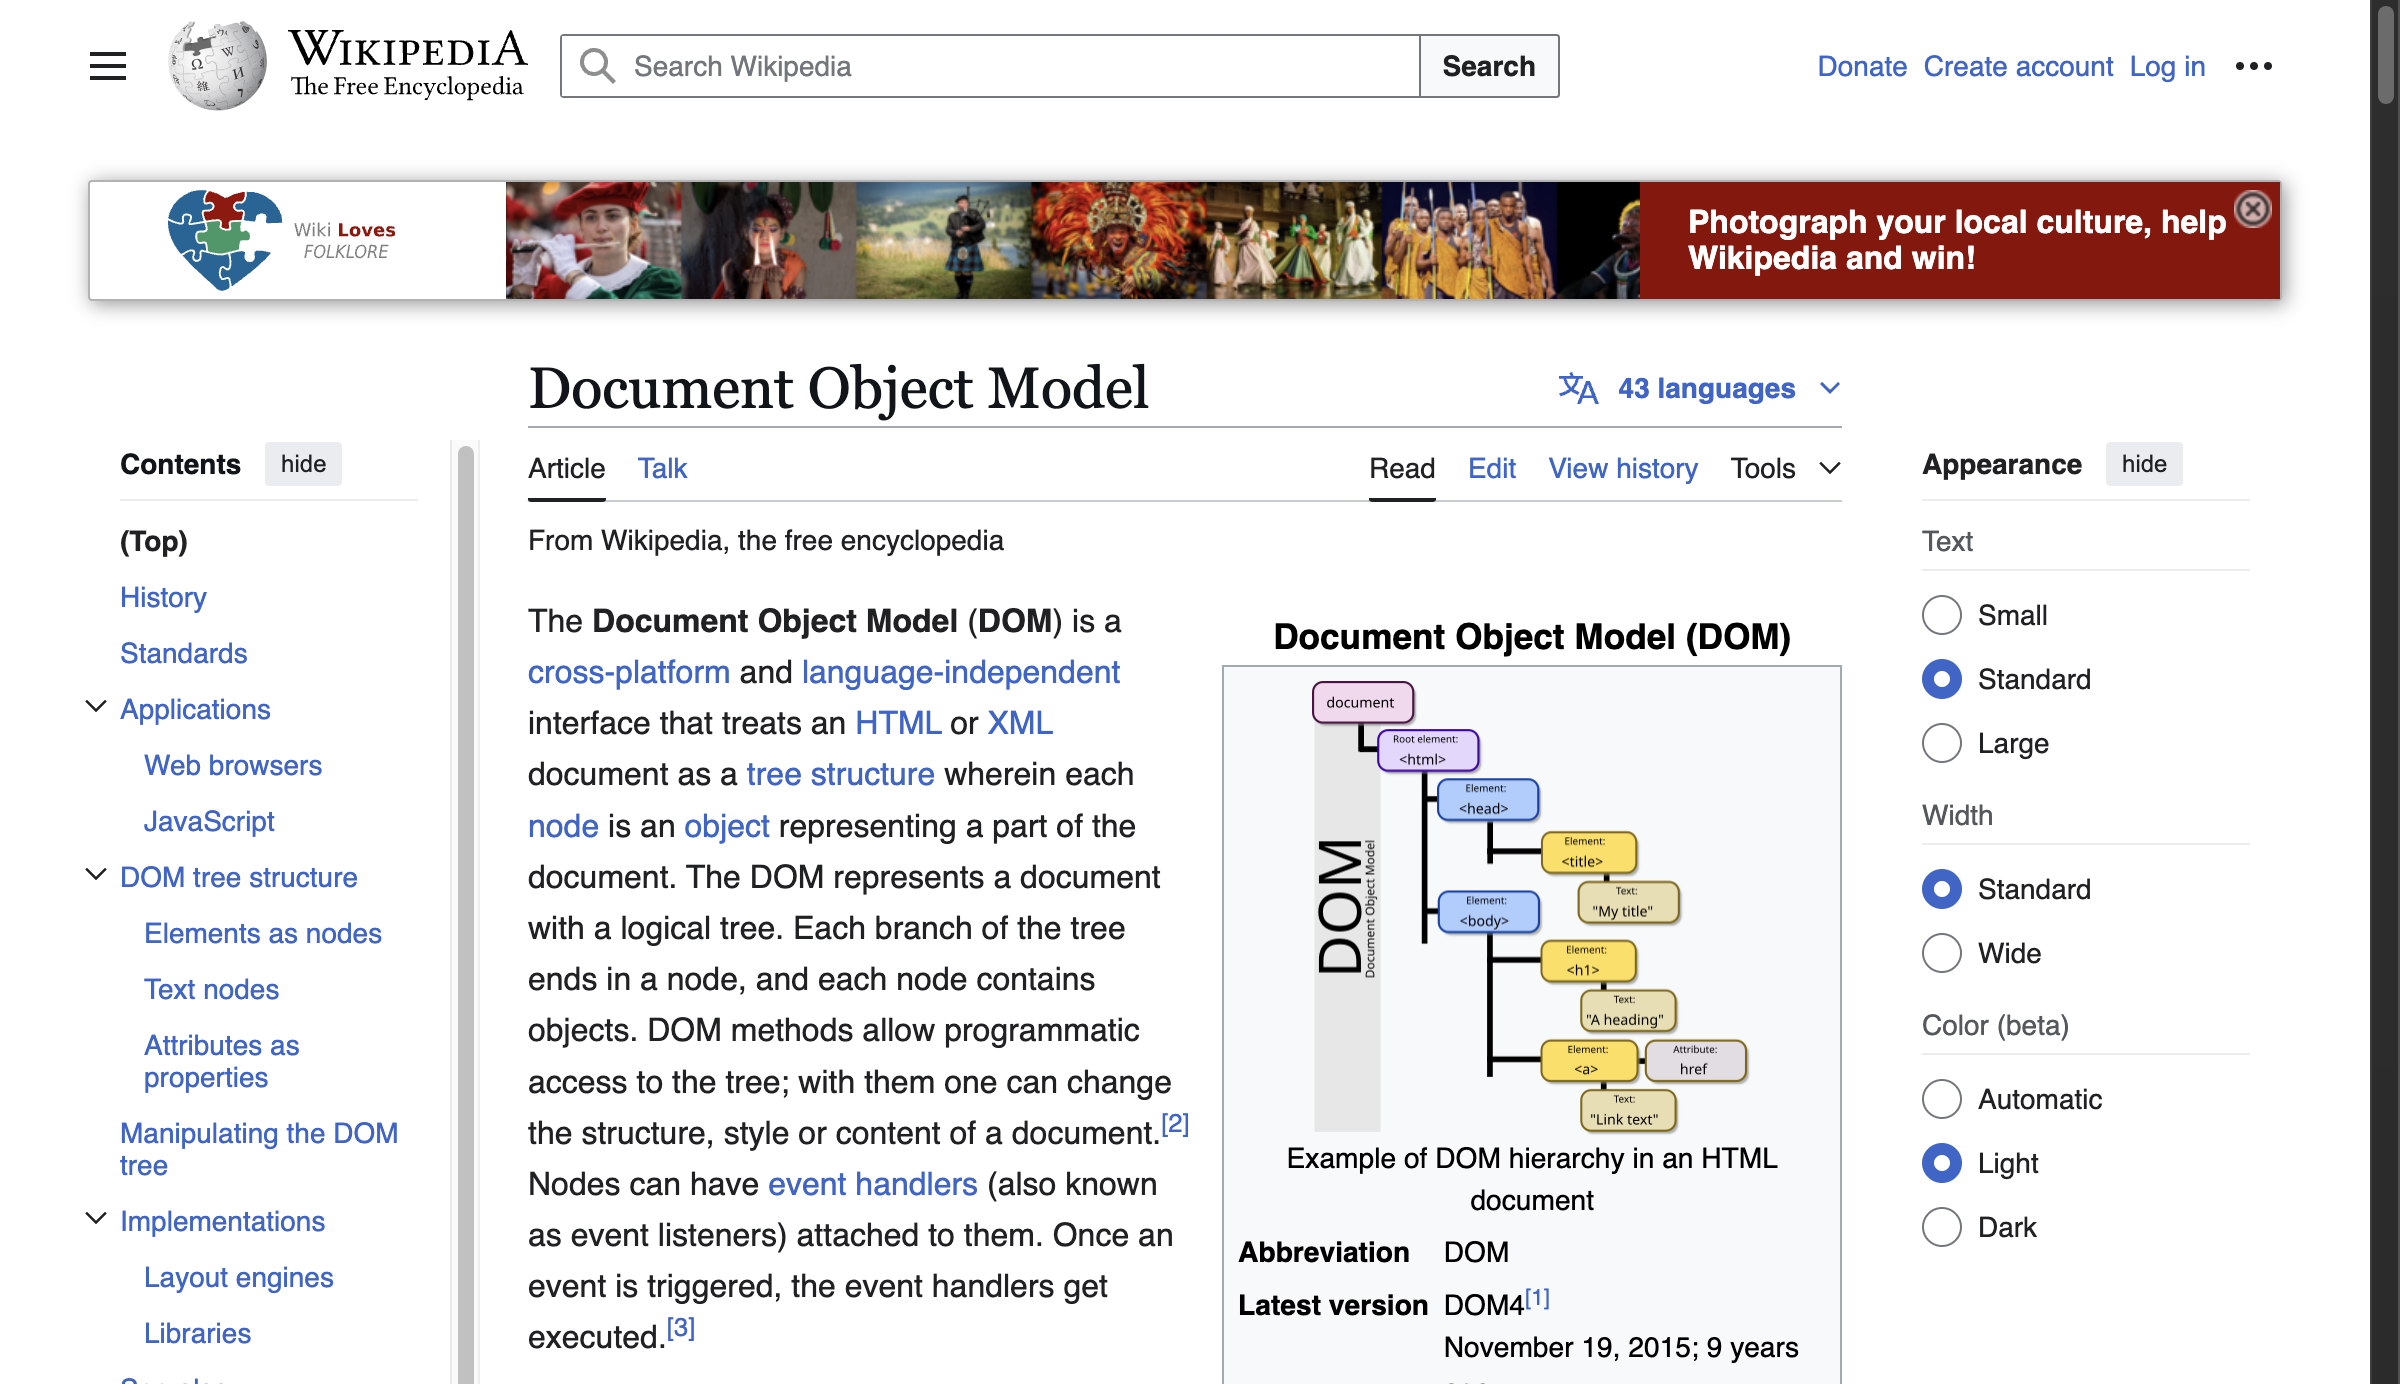 WIKIPEDIA
The Free Encyclopedia
Search Wikipedia
Search
Donate
Create account
Log in
Wiki Loves
FOLKLORE
Photograph your local culture, help
Wikipedia and win!
Document Object Model
43 languages
Contents
hide
(Top)
History
Standards
Applications
Web browsers
JavaScript
DOM tree structure
Elements as nodes
Text nodes
Attributes as
properties
Manipulating the DOM
tree
Implementations
Layout engines
Libraries
Article
Talk
Read
Edit
View history
Tools
From Wikipedia, the free encyclopedia
The Document Object Model (DOM) is a
cross-platform and language-independent
interface that treats an HTML or XML
document as a tree structure wherein each
node is an object representing a part of the
document. The DOM represents a document
with a logical tree. Each branch of the tree
ends in a node, and each node contains
objects. DOM methods allow programmatic
access to the tree; with them one can change
the structure, style or content of a document.[2]
Nodes can have event handlers (also known
as event listeners) attached to them. Once an
event is triggered, the event handlers get
executed.[3]
Document Object Model (DOM)
DOM
Document Object Model
document
Root element:
<html>
Element:
<head>
Element:
<title>
Text:
"My title"
Element:
<body>
Element:
<h1>
Text:
"A heading"
Element:
<a>
Attribute:
href
Text:
"Link text"
Example of DOM hierarchy in an HTML
document
Abbreviation DOM
Latest version DOM4[1]
November 19, 2015; 9 years
Appearance
hide
Text
Small
Standard
Large
Width
Standard
Wide
Color (beta)
Automatic
Light
Dark